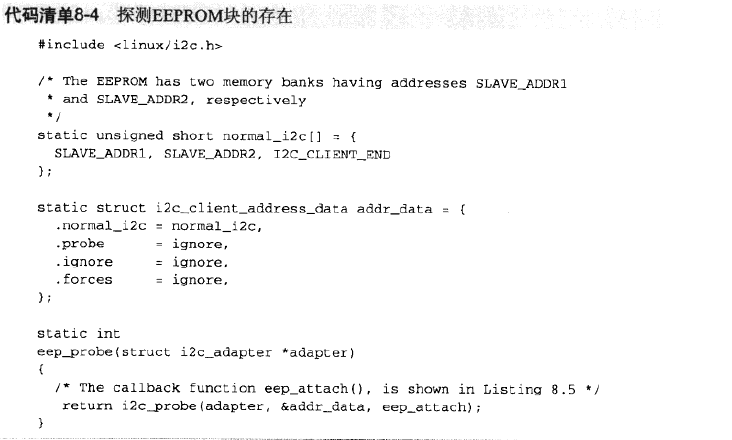 代码清单8-4 探测EEPROM块的存在
#include <linux/i2c.h>
/* The EEPROM has two memory banks having addresses SLAVE_ADDR1
* and SLAVE_ADDR2, respectively
*/
static unsigned short normal_i2c[] = {
SLAVE_ADDR1, SLAVE_ADDR2, I2C_CLIENT_END
};
static struct i2c_client_address_data addr_data = {
.normal_i2c = normal_i2c,
.probe = ignore,
.ignore = ignore,
.forces = ignore,
};
static int
eep_probe(struct i2c_adapter *adapter)
{
/* The callback function eep_attach(), is shown in Listing 8.5 */
return i2c_probe(adapter, &addr_data, eep_attach);
}